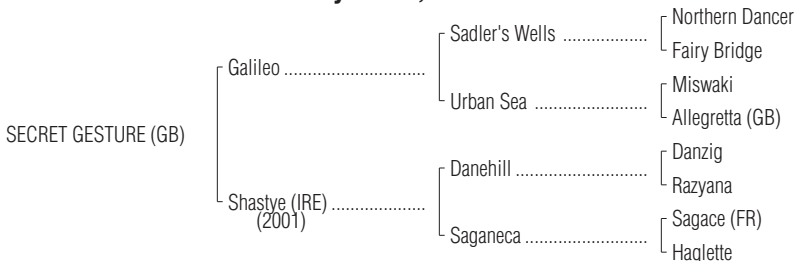 Northern Dancer
Sadler's Wells ..................
Fairy Bridge
Galileo .............................
Miswaki
Urban Sea ........................
Allegretta (GB)
SECRET GESTURE (GB)
Danzig
Danehill ............................
Razyana
Shastye (IRE) ...................
(2001)
Sagace (FR)
Saganeca ..........................
Haglette